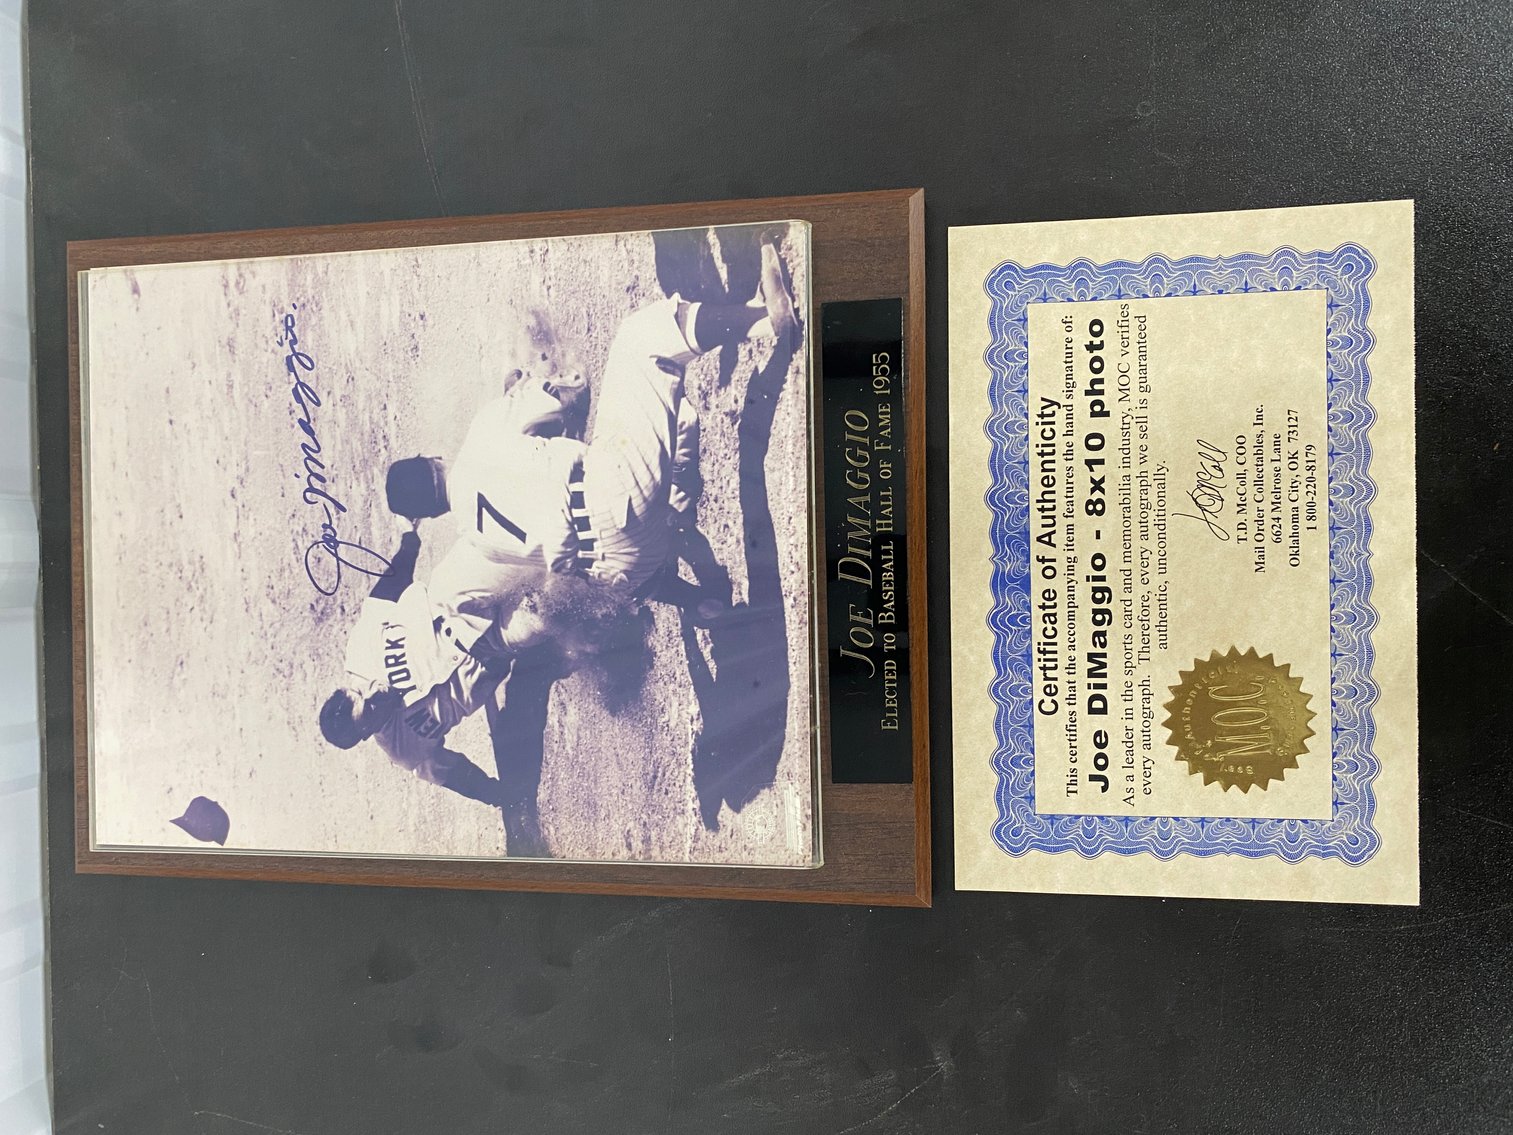 Joe DiMaggio
YORK
7
JOE DIMAGGIO
ELECTED TO BASEBALL HALL OF FAME 1955
Certificate of Authenticity
This certifies that the accompanying item features the hand signature of:
Joe DiMaggio - 8x10 photo
As a leader in the sports card and memorabilia industry, MOC verifies
every autograph. Therefore, every autograph we sell is guaranteed
authentic, unconditionally.
T.D. McColl
T.D. McColl, COO
Mail Order Collectables, Inc.
6624 Melrose Lane
Oklahoma City, OK 73127
1 800-220-8179
M.O.C.